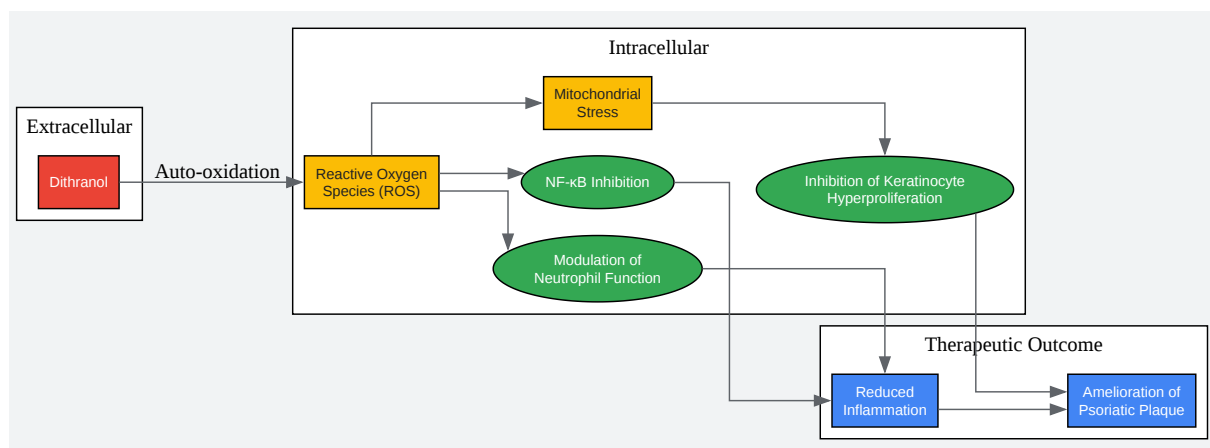 Intracellular
Extracellular
Dithranol
Auto-oxidation
Reactive Oxygen
Species (ROS)
Mitochondrial
Stress
NF-κB Inhibition
Modulation of
Neutrophil Function
Inhibition of Keratinocyte
Hyperproliferation
Therapeutic Outcome
Reduced
Inflammation
Amelioration of
Psoriatic Plaque